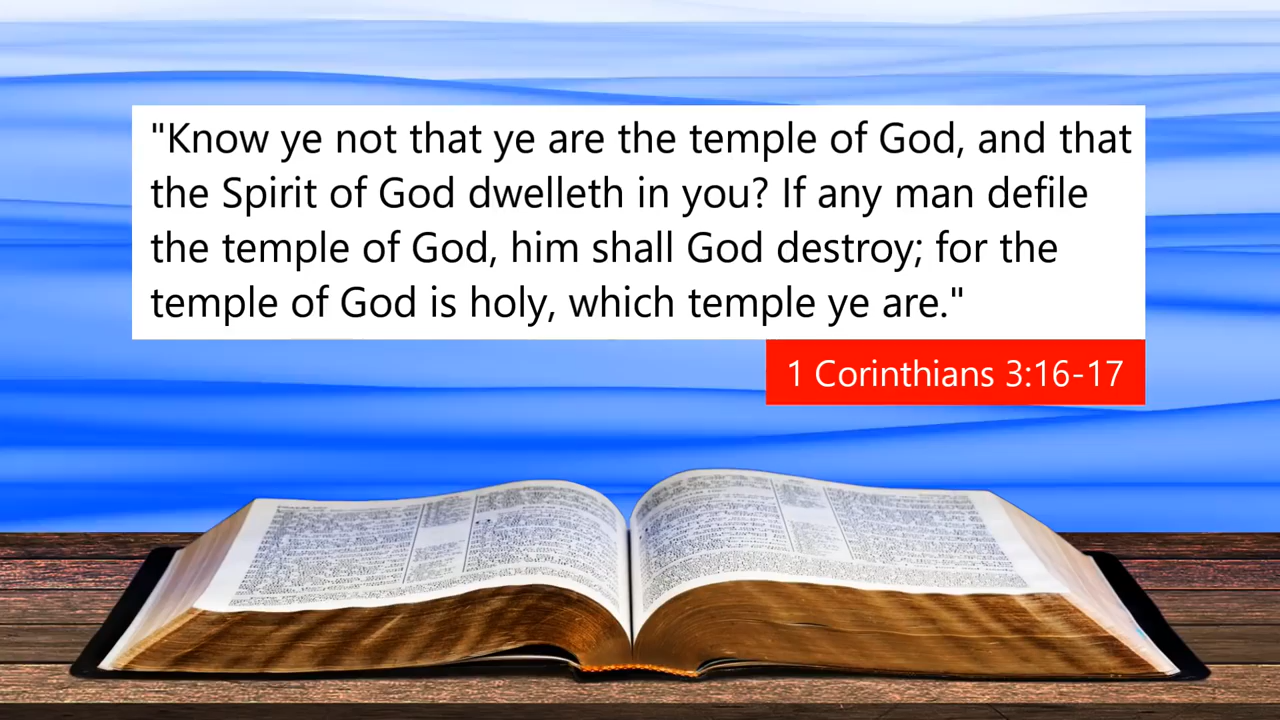 "Know ye not that ye are the temple of God, and that
the Spirit of God dwelleth in you? If any man defile
the temple of God, him shall God destroy; for the
temple of God is holy, which temple ye are."
1 Corinthians 3:16-17